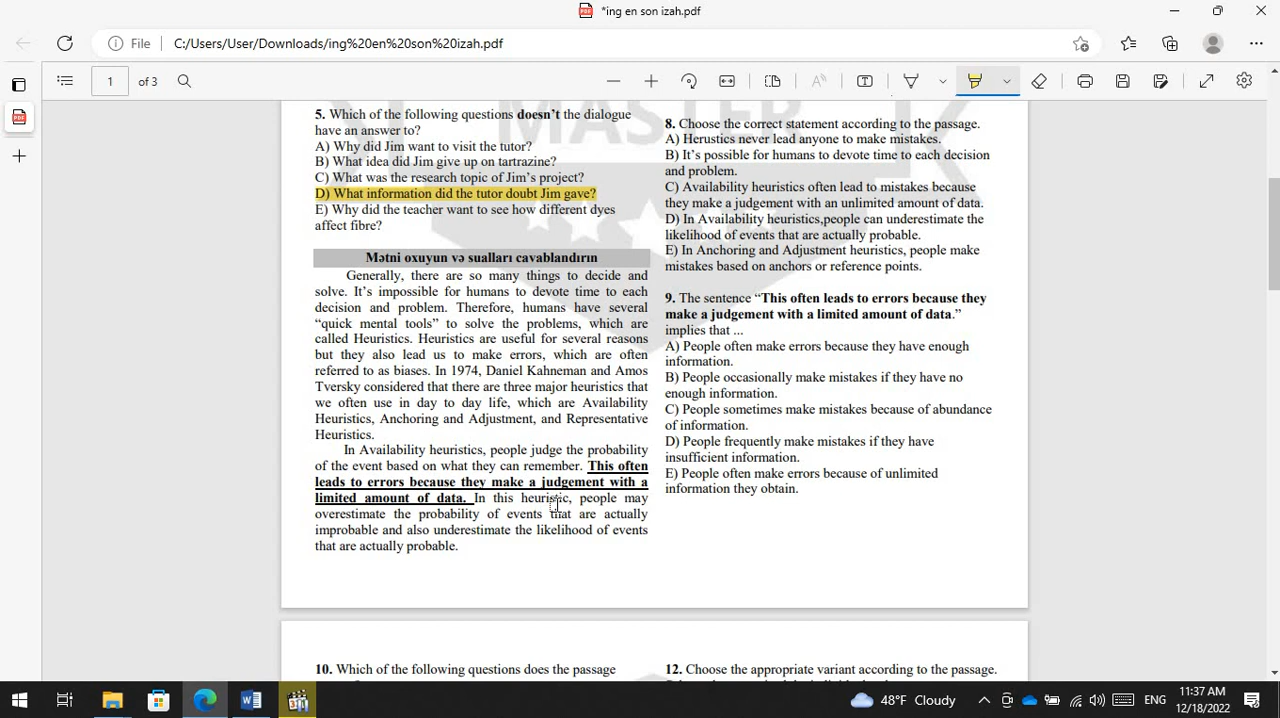 *ing en son izah.pdf
File C:/Users/User/Downloads/ing%20en%20son%20izah.pdf
1 of 3
MASTER
5. Which of the following questions doesn't the dialogue
have an answer to?
A) Why did Jim want to visit the tutor?
B) What idea did Jim give up on tartrazine?
C) What was the research topic of Jim's project?
D) What information did the tutor doubt Jim gave?
E) Why did the teacher want to see how different dyes
affect fibre?
Mətni oxuyun və sualları cavablandırın
Generally, there are so many things to decide and
solve. It's impossible for humans to devote time to each
decision and problem. Therefore, humans have several
“quick mental tools” to solve the problems, which are
called Heuristics. Heuristics are useful for several reasons
but they also lead us to make errors, which are often
referred to as biases. In 1974, Daniel Kahneman and Amos
Tversky considered that there are three major heuristics that
we often use in day to day life, which are Availability
Heuristics, Anchoring and Adjustment, and Representative
Heuristics.
In Availability heuristics, people judge the probability
of the event based on what they can remember. This often
leads to errors because they make a judgement with a
limited amount of data. In this heuristic, people may
overestimate the probability of events that are actually
improbable and also underestimate the likelihood of events
that are actually probable.
8. Choose the correct statement according to the passage.
A) Herustics never lead anyone to make mistakes.
B) It's possible for humans to devote time to each decision
and problem.
C) Availability heuristics often lead to mistakes because
they make a judgement with an unlimited amount of data.
D) In Availability heuristics,people can underestimate the
likelihood of events that are actually probable.
E) In Anchoring and Adjustment heuristics, people make
mistakes based on anchors or reference points.
9. The sentence “This often leads to errors because they
make a judgement with a limited amount of data.”
implies that ...
A) People often make errors because they have enough
information.
B) People occasionally make mistakes if they have no
enough information.
C) People sometimes make mistakes because of abundance
of information.
D) People frequently make mistakes if they have
insufficient information.
E) People often make errors because of unlimited
information they obtain.
10. Which of the following questions does the passage
12. Choose the appropriate variant according to the passage.
48°F Cloudy
ENG
11:37 AM
12/18/2022